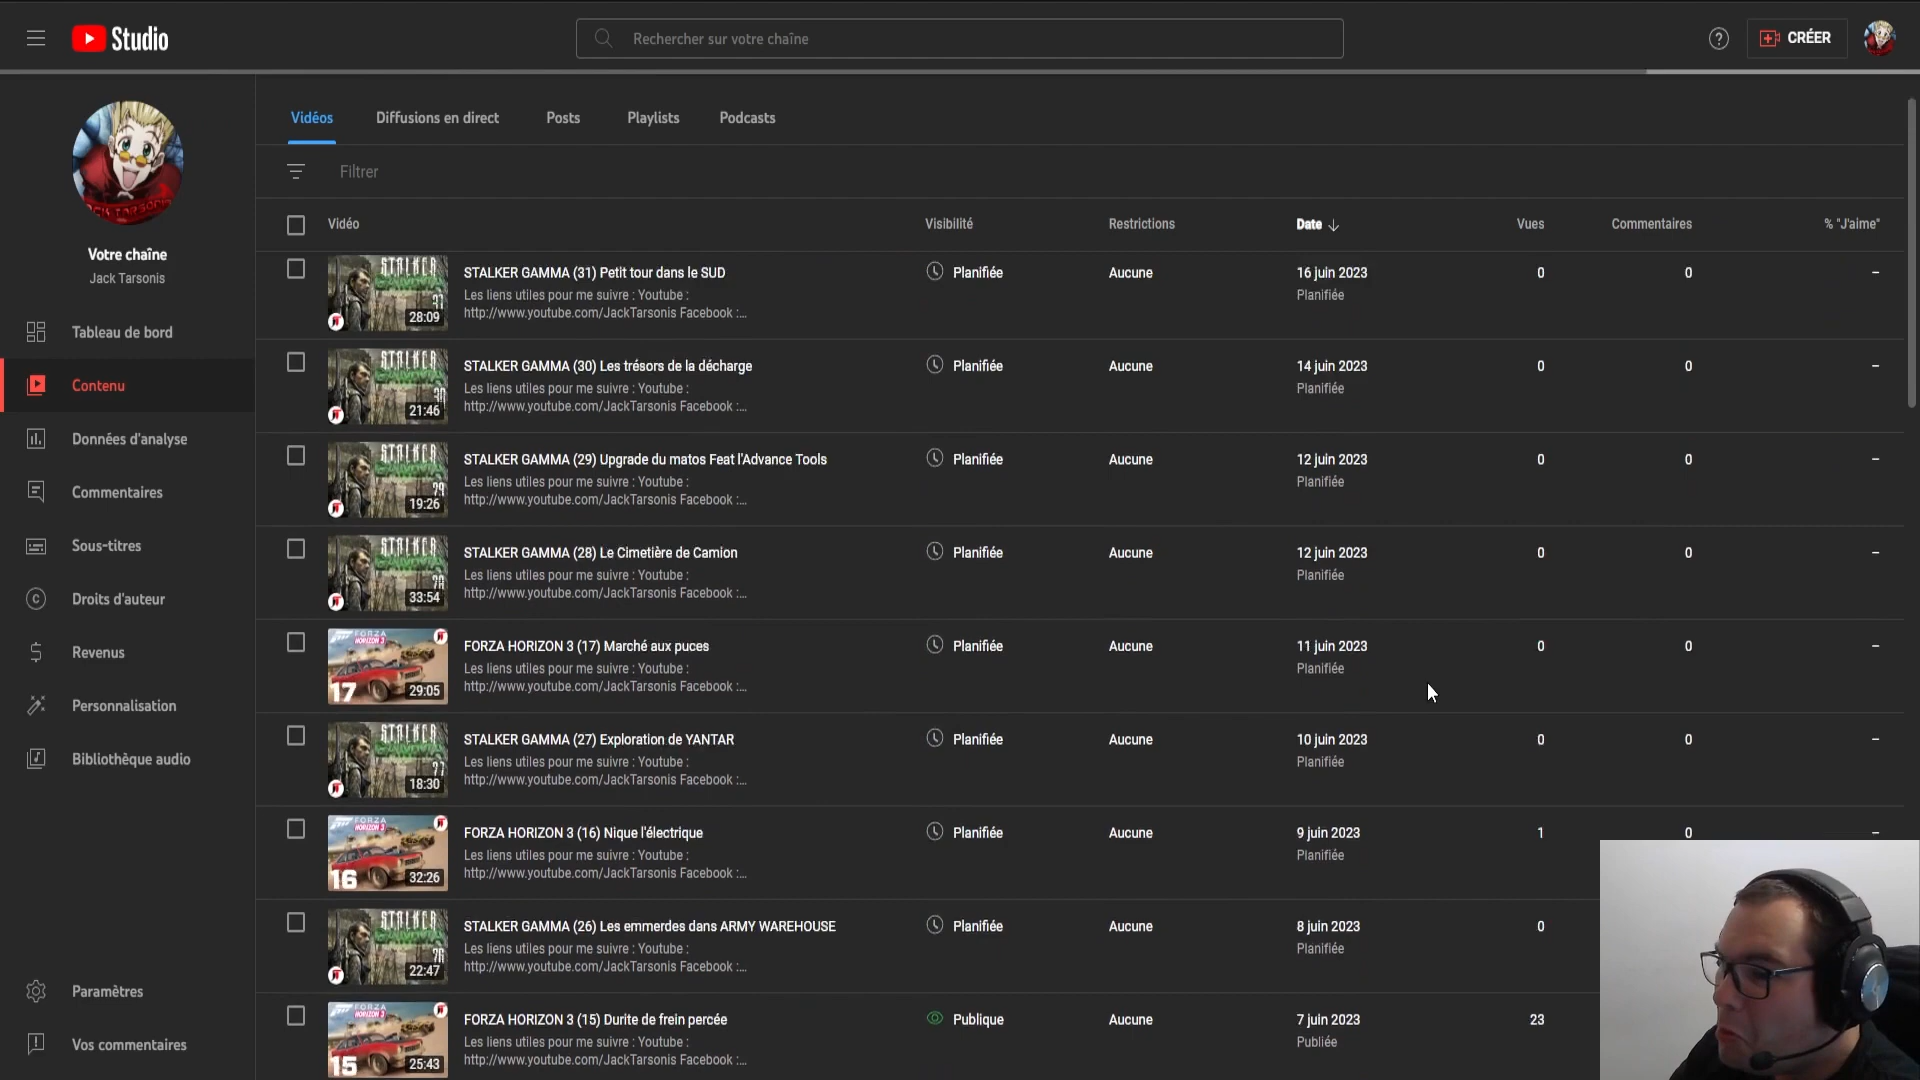 Studio
Rechercher sur votre chaîne
CRÉER
Votre chaîne
Jack Tarsonis
Tableau de bord
Contenu
Données d'analyse
Commentaires
Sous-titres
Droits d'auteur
Revenus
Personnalisation
Bibliothèque audio
Paramètres
Vos commentaires
Vidéos Diffusions en direct Posts Playlists Podcasts
Filtrer
Vidéo Visibilité Restrictions Date Vues Commentaires % "J'aime"
28:09
STALKER GAMMA (31) Petit tour dans le SUD Planifiée Aucune 16 juin 2023 0 0 –
Les liens utiles pour me suivre : Youtube : Planifiée
http://www.youtube.com/JackTarsonis Facebook :...
21:46
STALKER GAMMA (30) Les trésors de la décharge Planifiée Aucune 14 juin 2023 0 0 –
Les liens utiles pour me suivre : Youtube : Planifiée
http://www.youtube.com/JackTarsonis Facebook :...
19:26
STALKER GAMMA (29) Upgrade du matos Feat l'Advance Tools Planifiée Aucune 12 juin 2023 0 0 –
Les liens utiles pour me suivre : Youtube : Planifiée
http://www.youtube.com/JackTarsonis Facebook :...
33:54
STALKER GAMMA (28) Le Cimetière de Camion Planifiée Aucune 12 juin 2023 0 0 –
Les liens utiles pour me suivre : Youtube : Planifiée
http://www.youtube.com/JackTarsonis Facebook :...
FORZA
HORIZON 3
17 29:05
FORZA HORIZON 3 (17) Marché aux puces Planifiée Aucune 11 juin 2023 0 0 –
Les liens utiles pour me suivre : Youtube : Planifiée
http://www.youtube.com/JackTarsonis Facebook :...
18:30
STALKER GAMMA (27) Exploration de YANTAR Planifiée Aucune 10 juin 2023 0 0 –
Les liens utiles pour me suivre : Youtube : Planifiée
http://www.youtube.com/JackTarsonis Facebook :...
FORZA
HORIZON 3
16 32:26
FORZA HORIZON 3 (16) Nique l'électrique Planifiée Aucune 9 juin 2023 1 0 –
Les liens utiles pour me suivre : Youtube : Planifiée
http://www.youtube.com/JackTarsonis Facebook :...
22:47
STALKER GAMMA (26) Les emmerdes dans ARMY WAREHOUSE Planifiée Aucune 8 juin 2023 0
Les liens utiles pour me suivre : Youtube : Planifiée
http://www.youtube.com/JackTarsonis Facebook :...
FORZA
HORIZON 3
15 25:43
FORZA HORIZON 3 (15) Durite de frein percée Publique Aucune 7 juin 2023 23
Les liens utiles pour me suivre : Youtube : Publiée
http://www.youtube.com/JackTarsonis Facebook :...